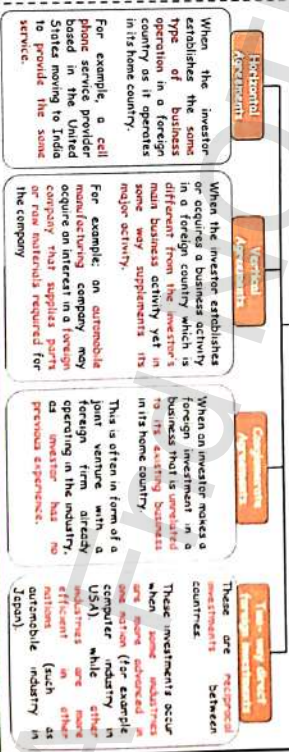 Horizontal
Agreements
When the investor
establishes the same
type of business
operation in a foreign
country as it operates
in its home country.
For example, a cell
phone service provider
based in the United
States moving to India
to provide the same
service.
Vertical
Agreements
When the investor establishes
or acquires a business activity
in a foreign country which is
different from the investor's
main business activity yet in
some way supplements its
major activity.
For example; an automobile
manufacturing company may
acquire an interest in a foreign
company that supplies parts
or raw materials required for
the company
Conglomerate
Agreements
When an investor makes a
foreign investment in a
business that is unrelated
to its existing business
in its home country.
This is often in form of a
joint venture with a
foreign firm already
operating in the industry,
as investor has no
previous experience.
Two - way direct
foreign investments
These are reciprocal
investments between
countries.
These investments occur
when some industries
are more advanced in
one nation (for example
computer industry in
USA), while other
industries are more
efficient in other
nations (such as
automobile industry in
Japan).